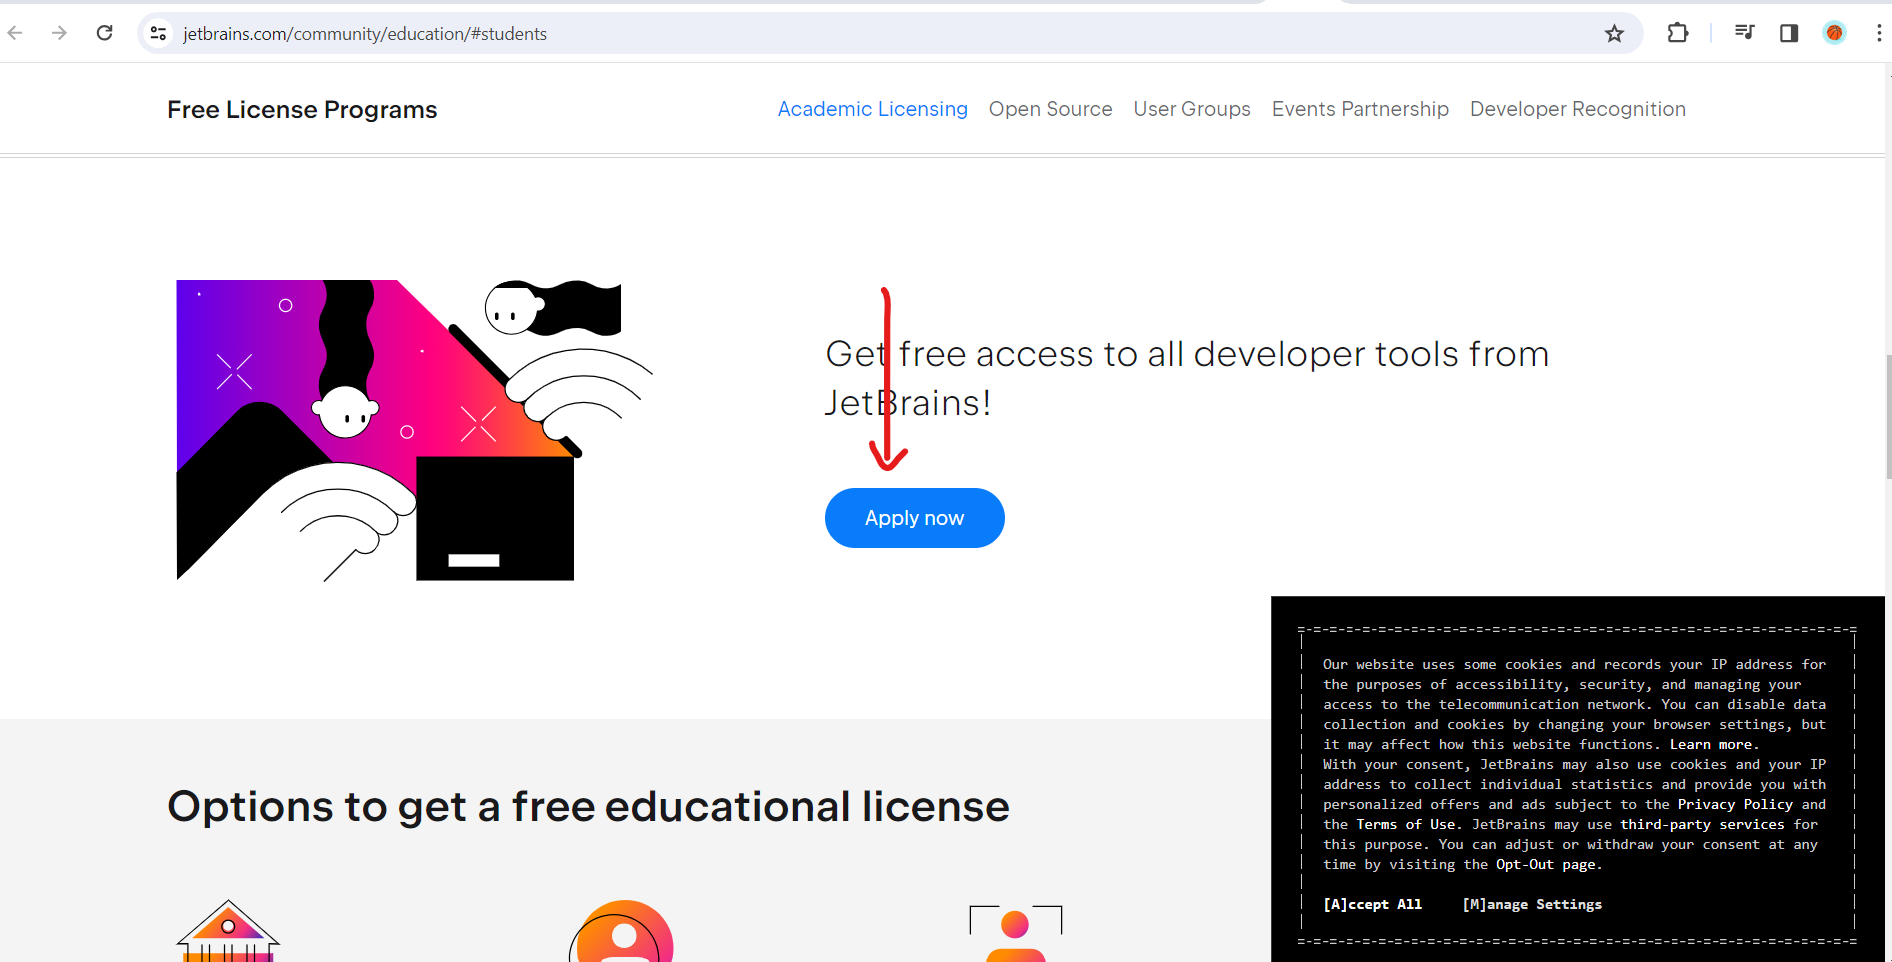 jetbrains.com/community/education/#students
Free License Programs
Academic Licensing Open Source User Groups Events Partnership Developer Recognition
Get free access to all developer tools from
JetBrains!
Apply now
Our website uses some cookies and records your IP address for
the purposes of accessibility, security, and managing your
access to the telecommunication network. You can disable data
collection and cookies by changing your browser settings, but
it may affect how this website functions. Learn more.
With your consent, JetBrains may also use cookies and your IP
address to collect individual statistics and provide you with
personalized offers and ads subject to the Privacy Policy and
the Terms of Use. JetBrains may use third-party services for
this purpose. You can adjust or withdraw your consent at any
time by visiting the Opt-Out page.
[A]ccept All [M]anage Settings
Options to get a free educational license